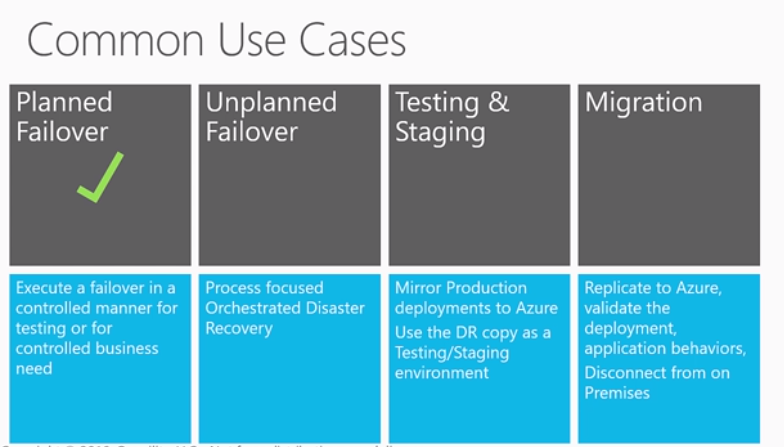 Common Use Cases
Planned
Failover
Unplanned
Failover
Testing &
Staging
Migration
Execute a failover in a
controlled manner for
testing or for
controlled business
need
Process focused
Orchestrated Disaster
Recovery
Mirror Production
deployments to Azure
Use the DR copy as a
Testing/Staging
environment
Replicate to Azure,
validate the
deployment,
application behaviors,
Disconnect from on
Premises